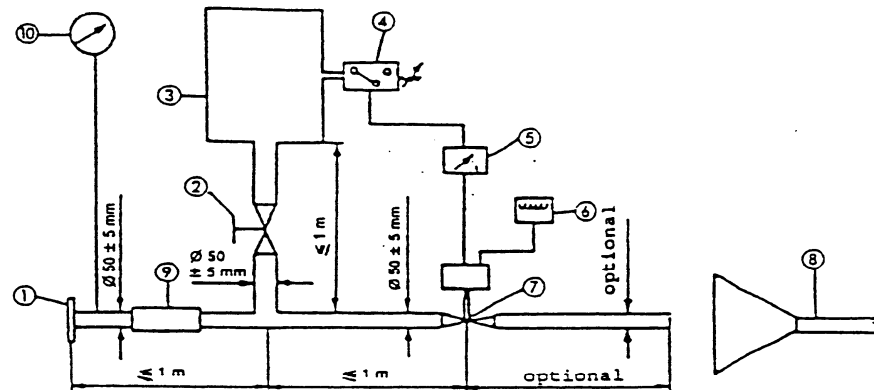 10
4
3
5
2
6
≤ 1 m
Ø 50 ± 5 mm
Ø 50
± 5 mm
Ø 50 ± 5 mm
optional
1
9
7
8
≤ 1 m
≤ 1 m
optional